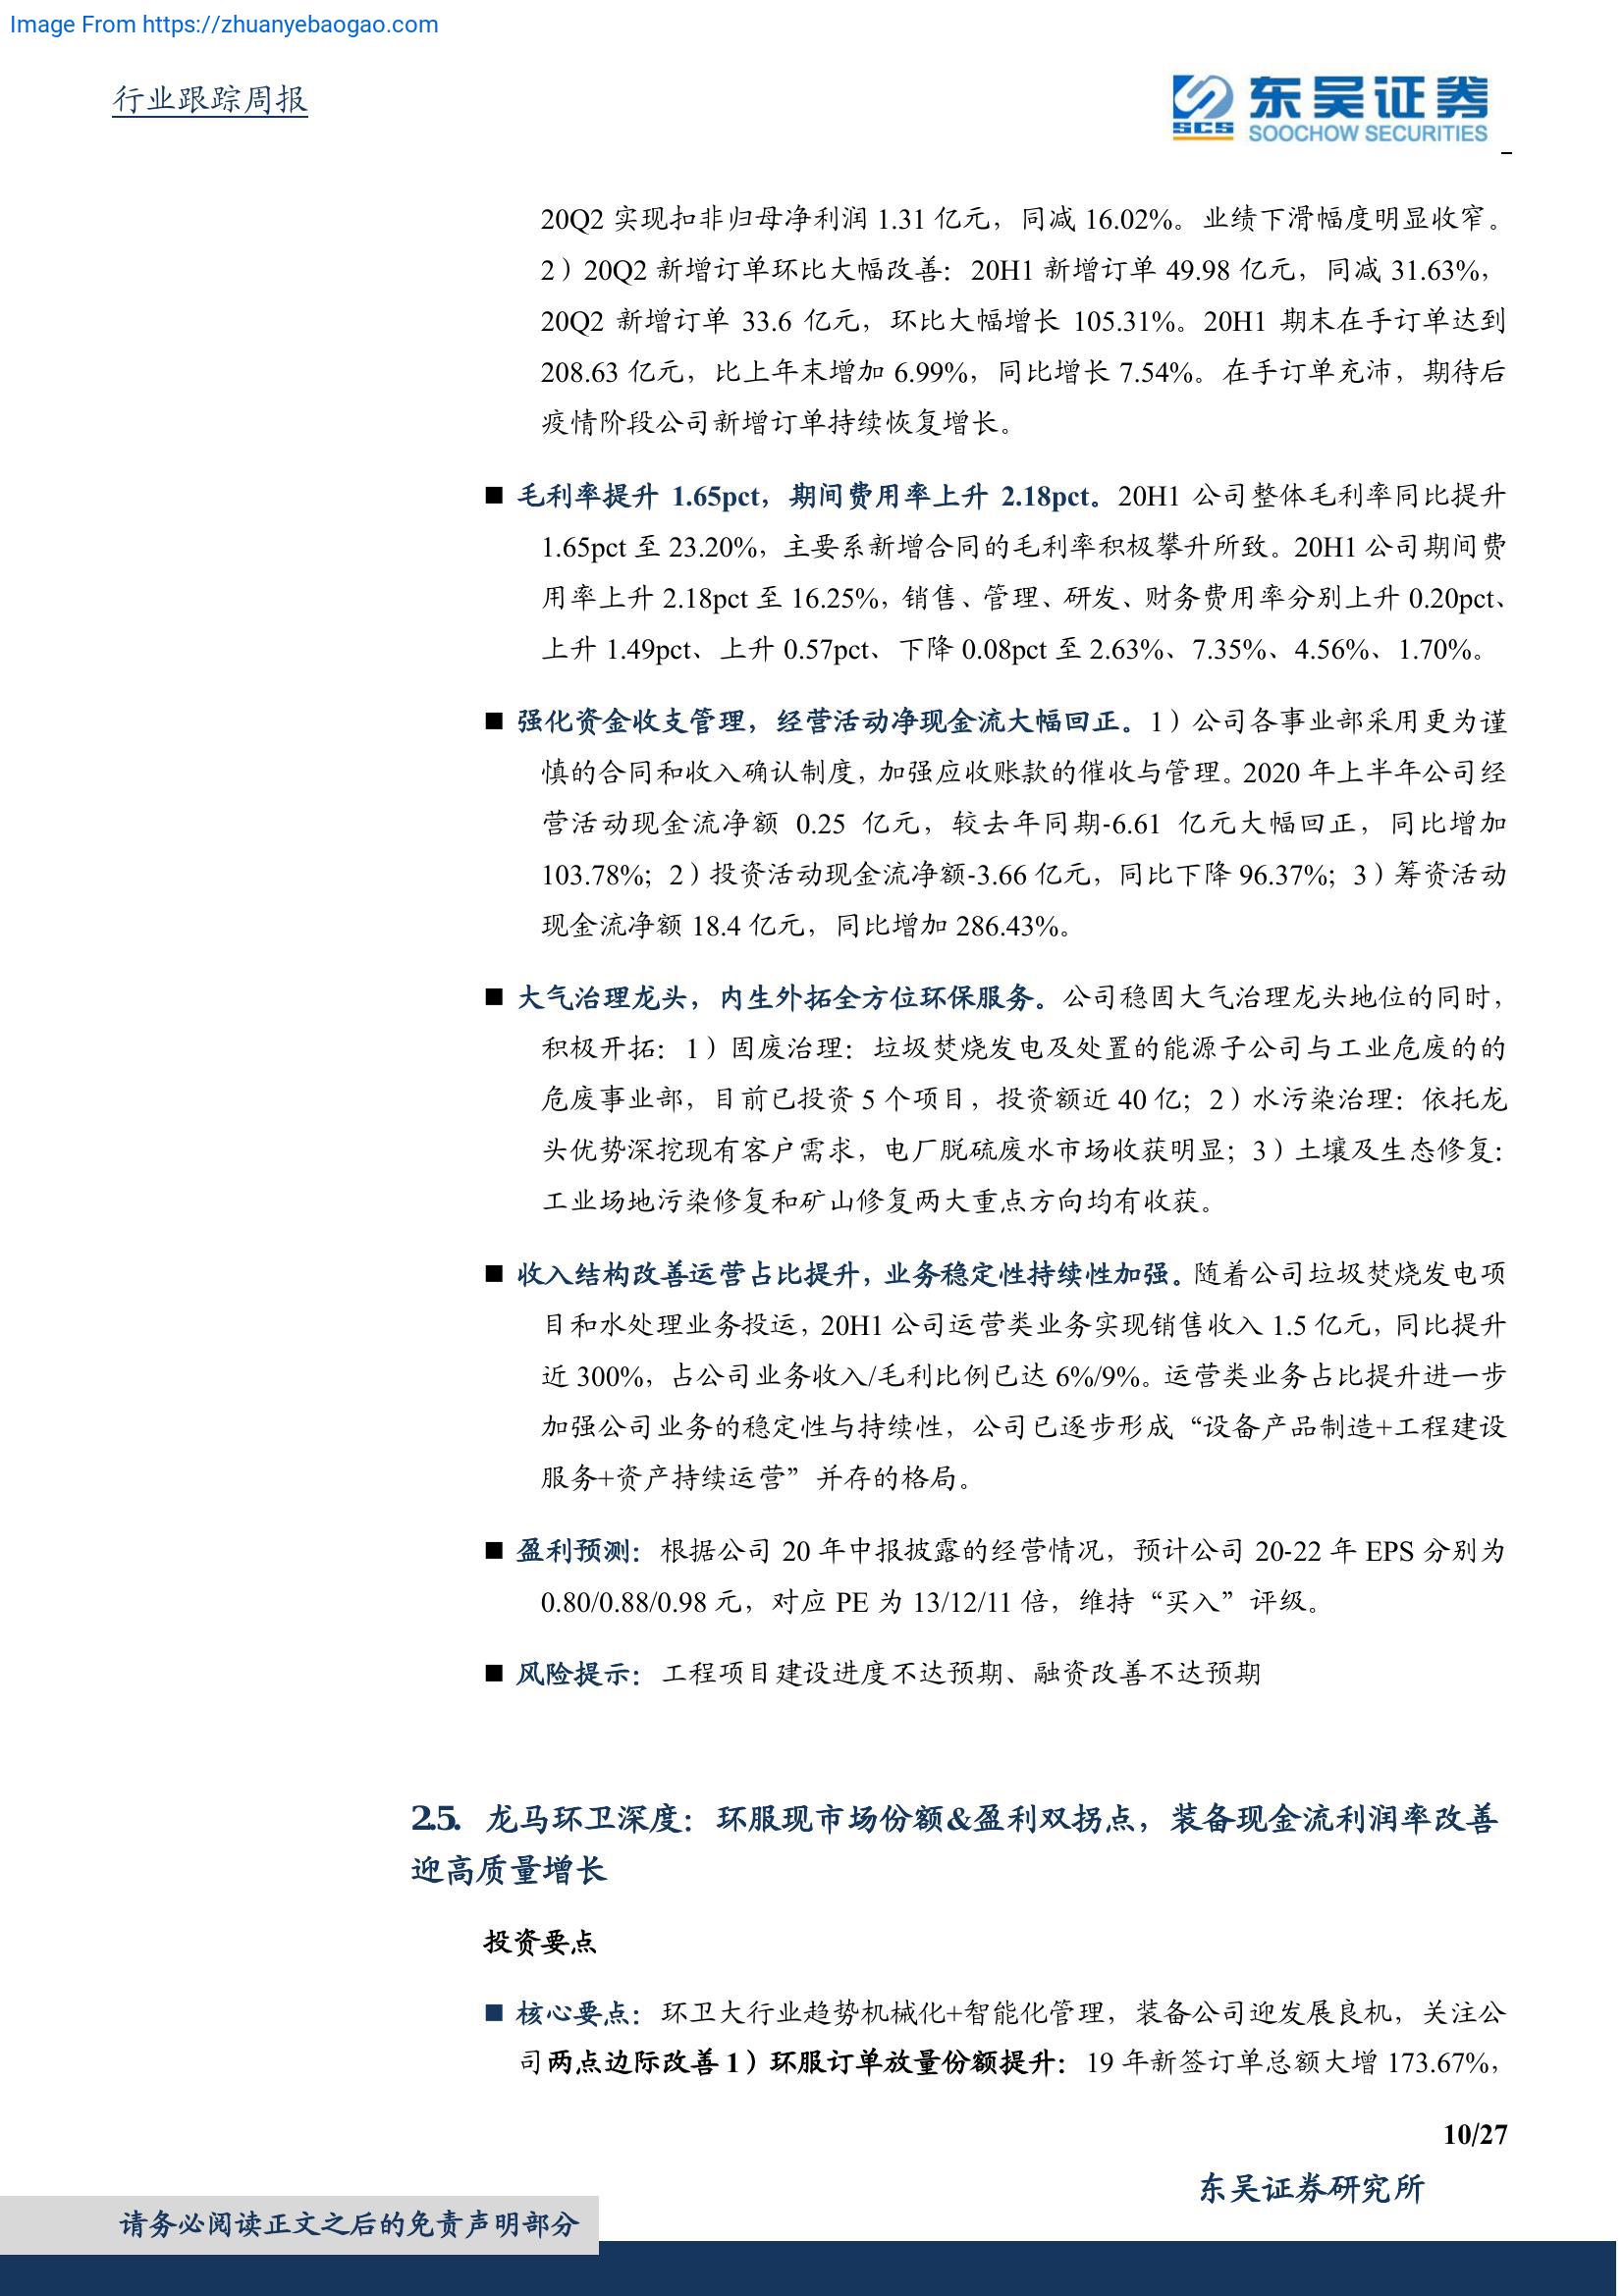 Image From https://zhuanyebaogao.com
行业跟踪周报
SCS 东吴证券
SOOCHOW SECURITIES
20Q2 实现扣非归母净利润 1.31 亿元，同减 16.02%。业绩下滑幅度明显收窄。
2）20Q2 新增订单环比大幅改善：20H1 新增订单 49.98 亿元，同减 31.63%，
20Q2 新增订单 33.6 亿元，环比大幅增长 105.31%。20H1 期末在手订单达到
208.63 亿元，比上年末增加 6.99%，同比增长 7.54%。在手订单充沛，期待后
疫情阶段公司新增订单持续恢复增长。
■ 毛利率提升 1.65pct，期间费用率上升 2.18pct。20H1 公司整体毛利率同比提升
1.65pct 至 23.20%，主要系新增合同的毛利率积极攀升所致。20H1 公司期间费
用率上升 2.18pct 至 16.25%，销售、管理、研发、财务费用率分别上升 0.20pct、
上升 1.49pct、上升 0.57pct、下降 0.08pct 至 2.63%、7.35%、4.56%、1.70%。
■ 强化资金收支管理，经营活动净现金流大幅回正。1）公司各事业部采用更为谨
慎的合同和收入确认制度，加强应收账款的催收与管理。2020 年上半年公司经
营活动现金流净额 0.25 亿元，较去年同期-6.61 亿元大幅回正，同比增加
103.78%；2）投资活动现金流净额-3.66 亿元，同比下降 96.37%；3）筹资活动
现金流净额 18.4 亿元，同比增加 286.43%。
■ 大气治理龙头，内生外拓全方位环保服务。公司稳固大气治理龙头地位的同时，
积极开拓：1）固废治理：垃圾焚烧发电及处置的能源子公司与工业危废的的
危废事业部，目前已投资 5 个项目，投资额近 40 亿；2）水污染治理：依托龙
头优势深挖现有客户需求，电厂脱硫废水市场收获明显；3）土壤及生态修复：
工业场地污染修复和矿山修复两大重点方向均有收获。
■ 收入结构改善运营占比提升，业务稳定性持续性加强。随着公司垃圾焚烧发电项
目和水处理业务投运，20H1 公司运营类业务实现销售收入 1.5 亿元，同比提升
近 300%，占公司业务收入/毛利比例已达 6%/9%。运营类业务占比提升进一步
加强公司业务的稳定性与持续性，公司已逐步形成“设备产品制造+工程建设
服务+资产持续运营”并存的格局。
■ 盈利预测：根据公司 20 年中报披露的经营情况，预计公司 20-22 年 EPS 分别为
0.80/0.88/0.98 元，对应 PE 为 13/12/11 倍，维持“买入”评级。
■ 风险提示：工程项目建设进度不达预期、融资改善不达预期
2.5. 龙马环卫深度：环服现市场份额&盈利双拐点，装备现金流利润率改善
迎高质量增长
投资要点
■ 核心要点：环卫大行业趋势机械化+智能化管理，装备公司迎发展良机，关注公
司两点边际改善 1）环服订单放量份额提升：19 年新签订单总额大增 173.67%，
10/27
东吴证券研究所
请务必阅读正文之后的免责声明部分